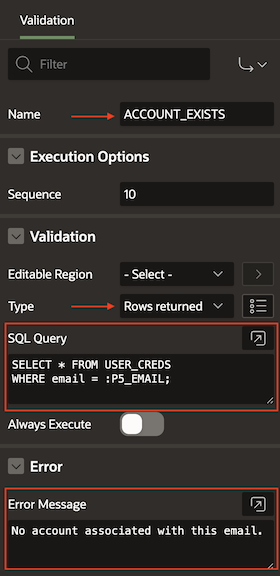 Validation
Filter
Name
ACCOUNT_EXISTS
Execution Options
Sequence
10
Validation
Editable Region
- Select -
Type
Rows returned
SQL Query
SELECT * FROM USER_CREDS
WHERE email = :P5_EMAIL;
Always Execute
Error
Error Message
No account associated with this email.